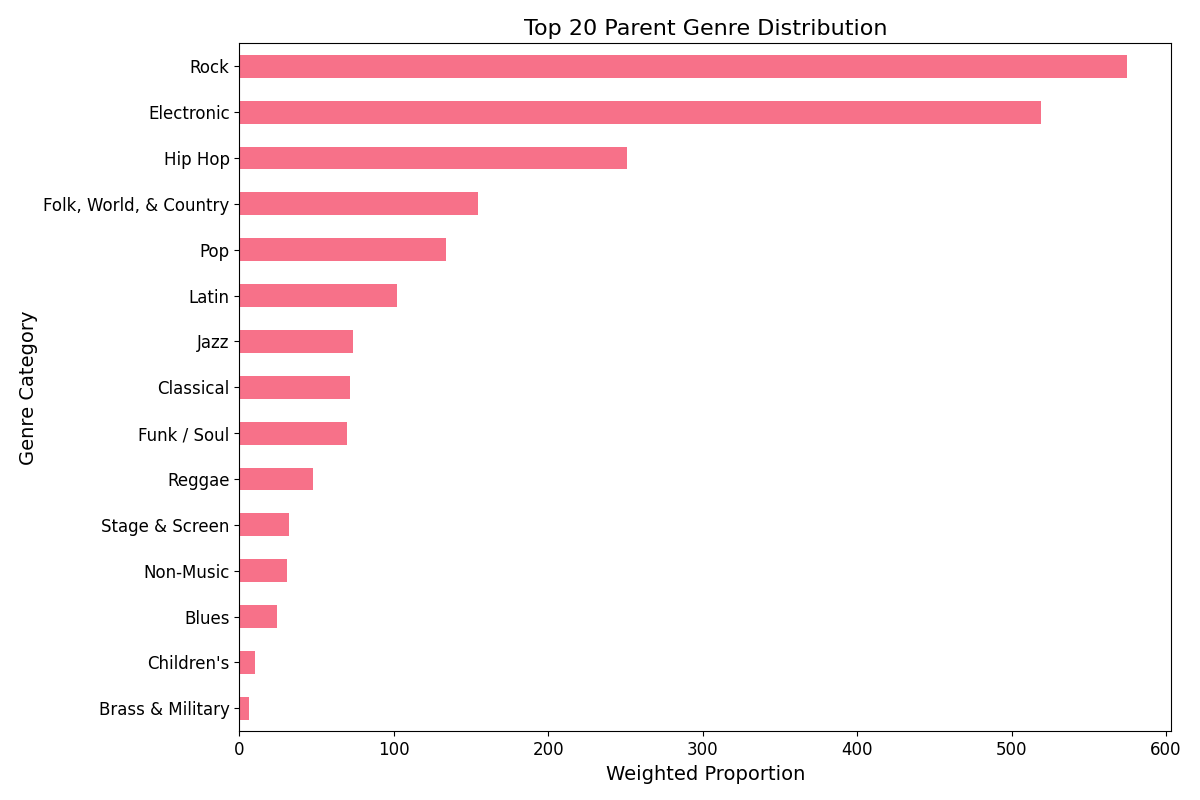 Top 20 Parent Genre Distribution
Genre Category
Rock
Electronic
Hip Hop
Folk, World, & Country
Pop
Latin
Jazz
Classical
Funk / Soul
Reggae
Stage & Screen
Non-Music
Blues
Children's
Brass & Military
0 100 200 300 400 500 600
Weighted Proportion